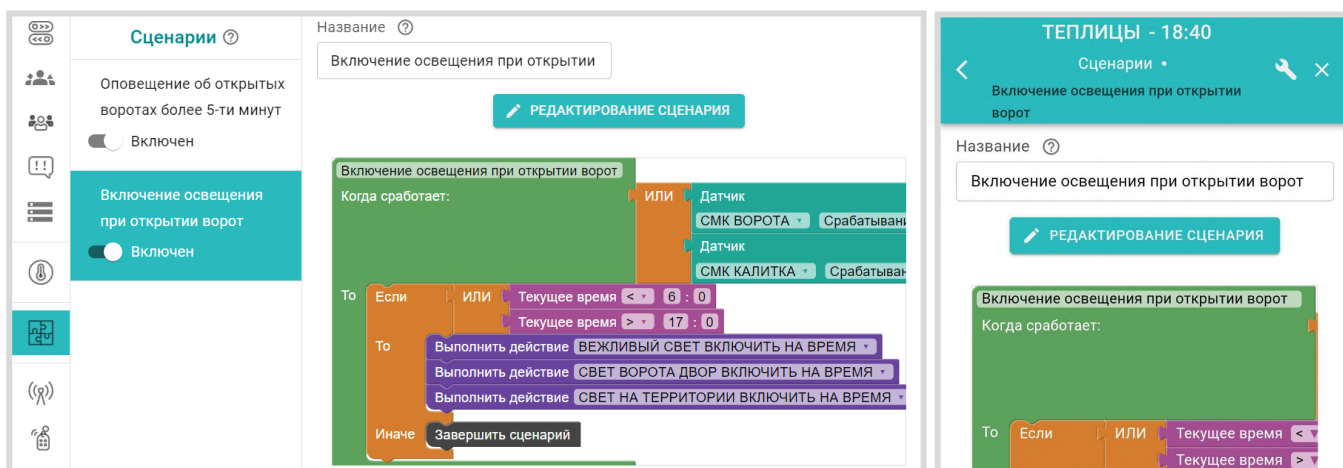 Сценарии
Оповещение об открытых
воротах более 5-ти минут
Включен
Включение освещения
при открытии ворот
Включен
Название
Включение освещения при открытии
РЕДАКТИРОВАНИЕ СЦЕНАРИЯ
Включение освещения при открытии ворот
Когда сработает:
ИЛИ
Датчик
СМК ВОРОТА Срабатывани
Датчик
СМК КАЛИТКА Срабатыван
То Если ИЛИ Текущее время < 6 : 0
Текущее время > 17 : 0
То Выполнить действие ВЕЖЛИВЫЙ СВЕТ ВКЛЮЧИТЬ НА ВРЕМЯ
Выполнить действие СВЕТ ВОРОТА ДВОР ВКЛЮЧИТЬ НА ВРЕМЯ
Выполнить действие СВЕТ НА ТЕРРИТОРИИ ВКЛЮЧИТЬ НА ВРЕМЯ
Иначе Завершить сценарий
ТЕПЛИЦЫ - 18:40
Сценарии •
Включение освещения при открытии
ворот
Название
Включение освещения при открытии ворот
РЕДАКТИРОВАНИЕ СЦЕНАРИЯ
Включение освещения при открытии ворот
Когда сработает:
То Если ИЛИ Текущее время <
Текущее время >